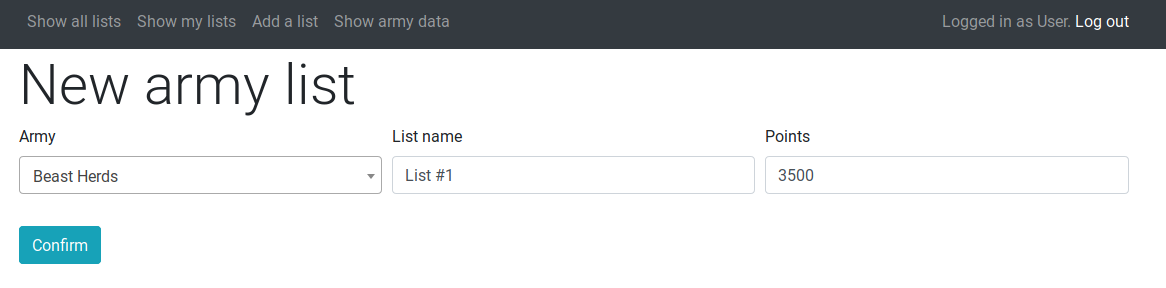 Show all lists Show my lists Add a list Show army data Logged in as User. Log out
New army list
Army List name Points
Beast Herds List #1 3500
Confirm